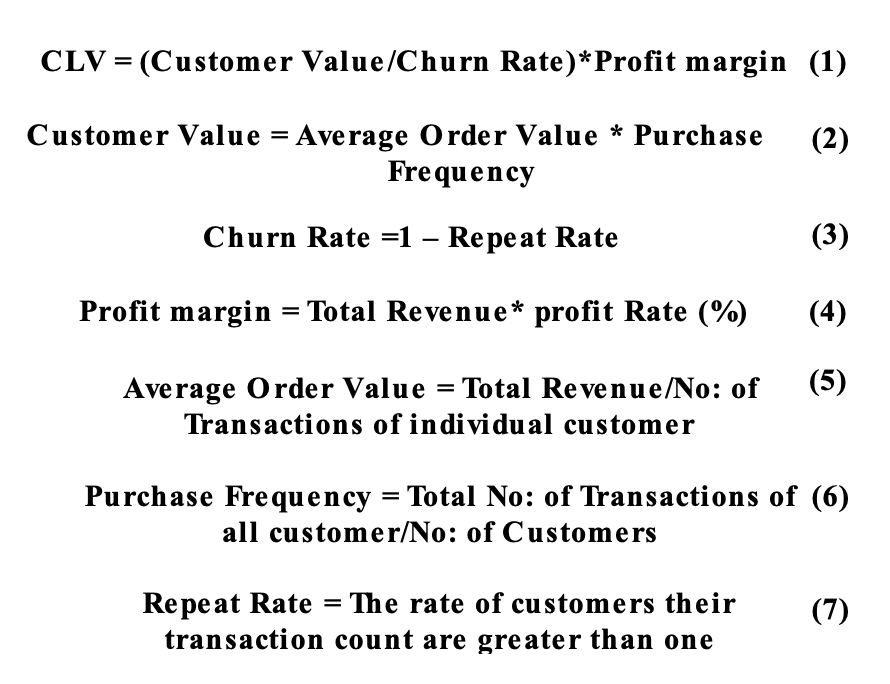 CLV = (Customer Value/Churn Rate)*Profit margin (1)
Customer Value = Average Order Value * Purchase (2)
Frequency
Churn Rate =1 – Repeat Rate (3)
Profit margin = Total Revenue* profit Rate (%) (4)
Average Order Value = Total Revenue/No: of (5)
Transactions of individual customer
Purchase Frequency = Total No: of Transactions of (6)
all customer/No: of Customers
Repeat Rate = The rate of customers their (7)
transaction count are greater than one